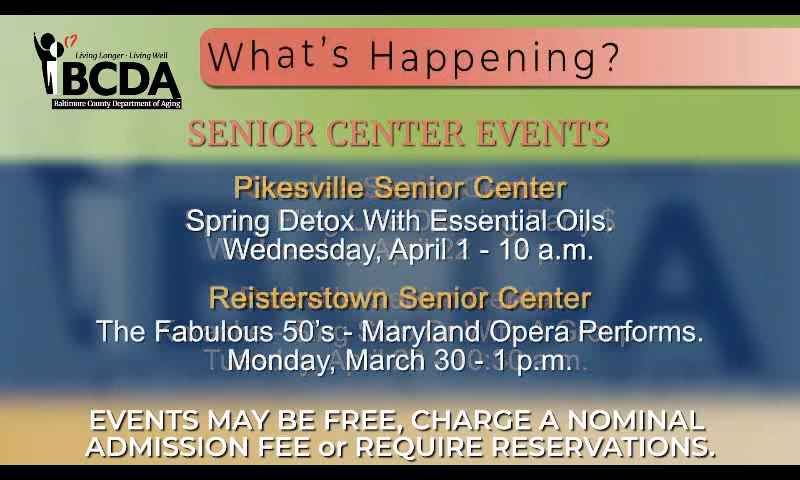 Living Longer · Living Well
BCDA
Baltimore County Department of Aging
What's Happening?
SENIOR CENTER EVENTS
Pikesville Senior Center
Spring Detox With Essential Oils.
Wednesday, April 1 - 10 a.m.
Reisterstown Senior Center
The Fabulous 50's - Maryland Opera Performs.
Monday, March 30 - 1 p.m.
EVENTS MAY BE FREE, CHARGE A NOMINAL
ADMISSION FEE or REQUIRE RESERVATIONS.